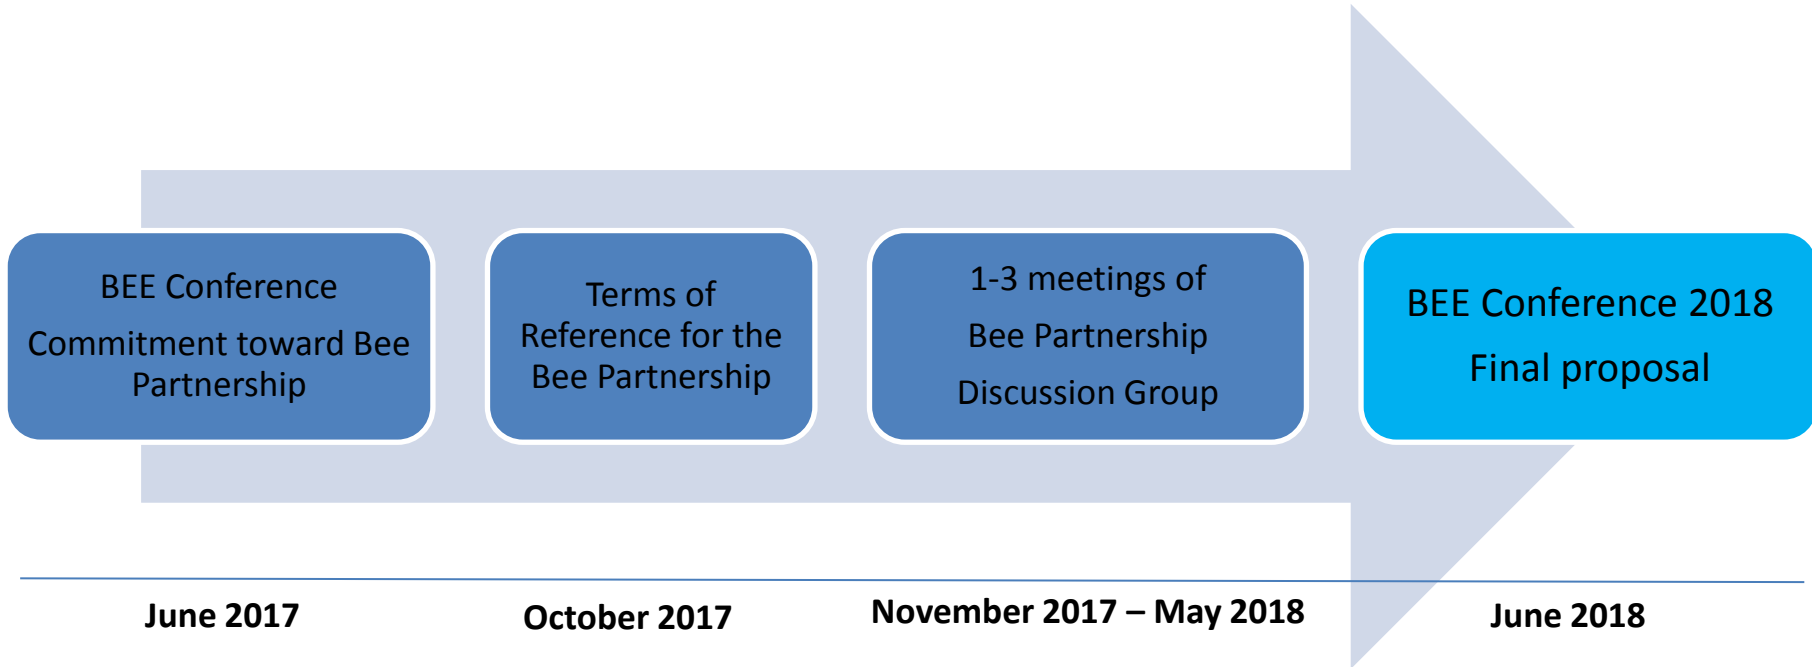 BEE Conference
Commitment toward Bee
Partnership
Terms of
Reference for the
Bee Partnership
1-3 meetings of
Bee Partnership
Discussion Group
BEE Conference 2018
Final proposal
June 2017
October 2017
November 2017 – May 2018
June 2018